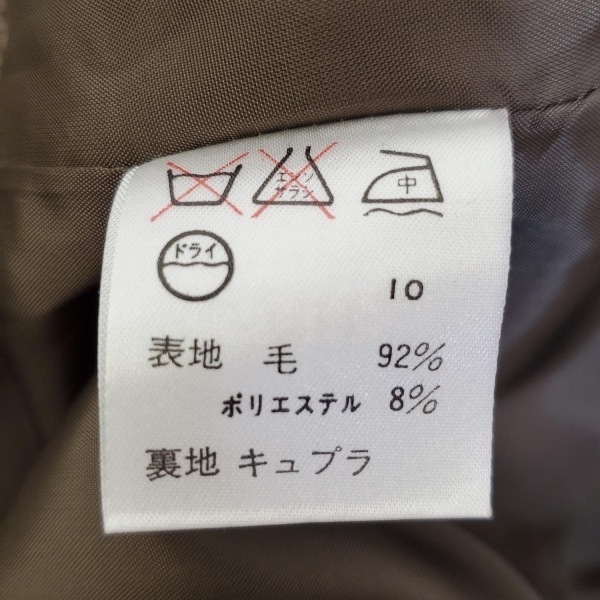 エンソ
サラシ
中
ドライ
10
表地 毛 92%
ポリエステル 8%
裏地 キュプラ